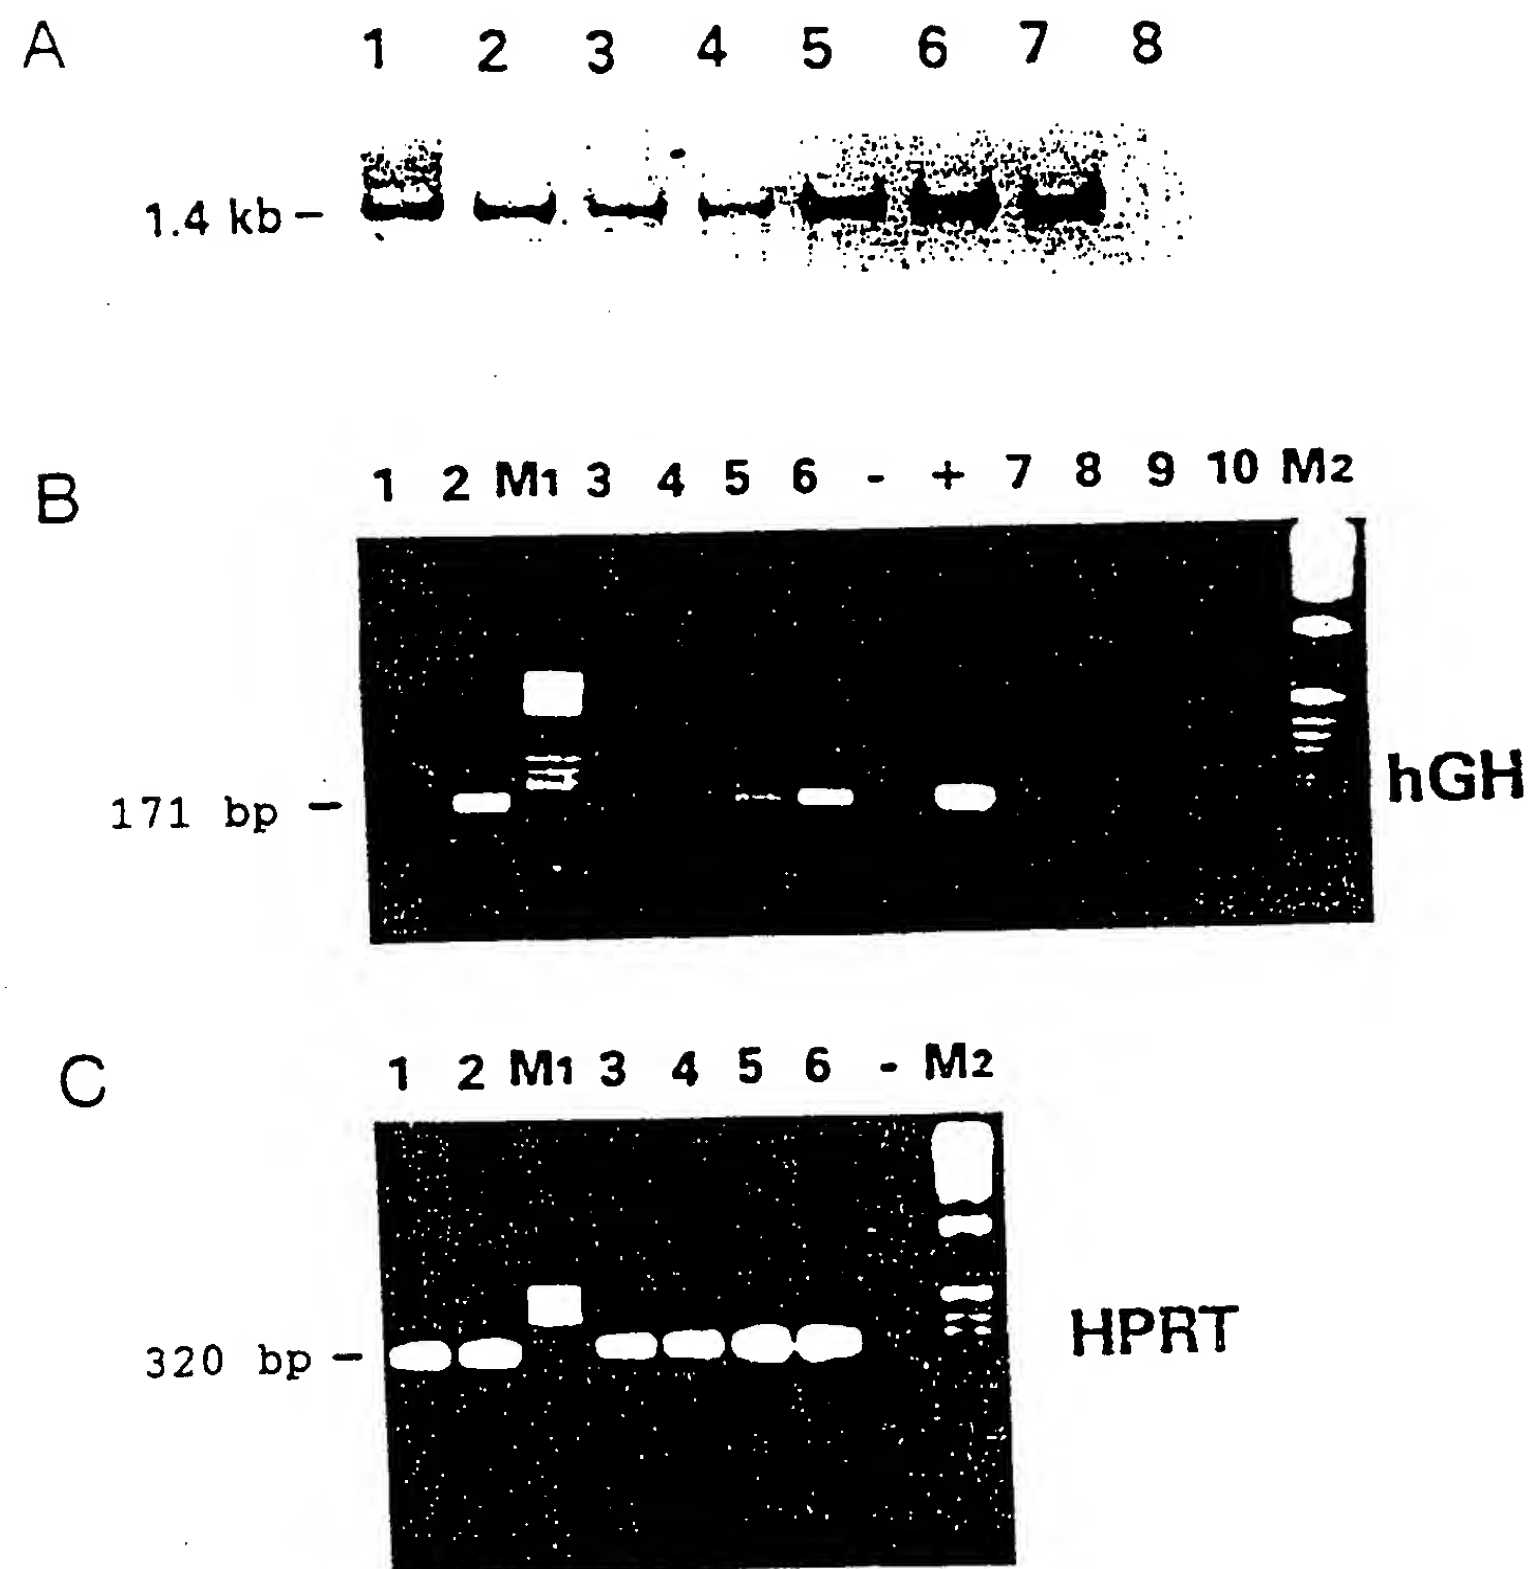 A 1 2 3 4 5 6 7 8
1.4 kb –
B 1 2 M1 3 4 5 6 - + 7 8 9 10 M2
171 bp –
hGH
C 1 2 M1 3 4 5 6 - M2
320 bp –
HPRT